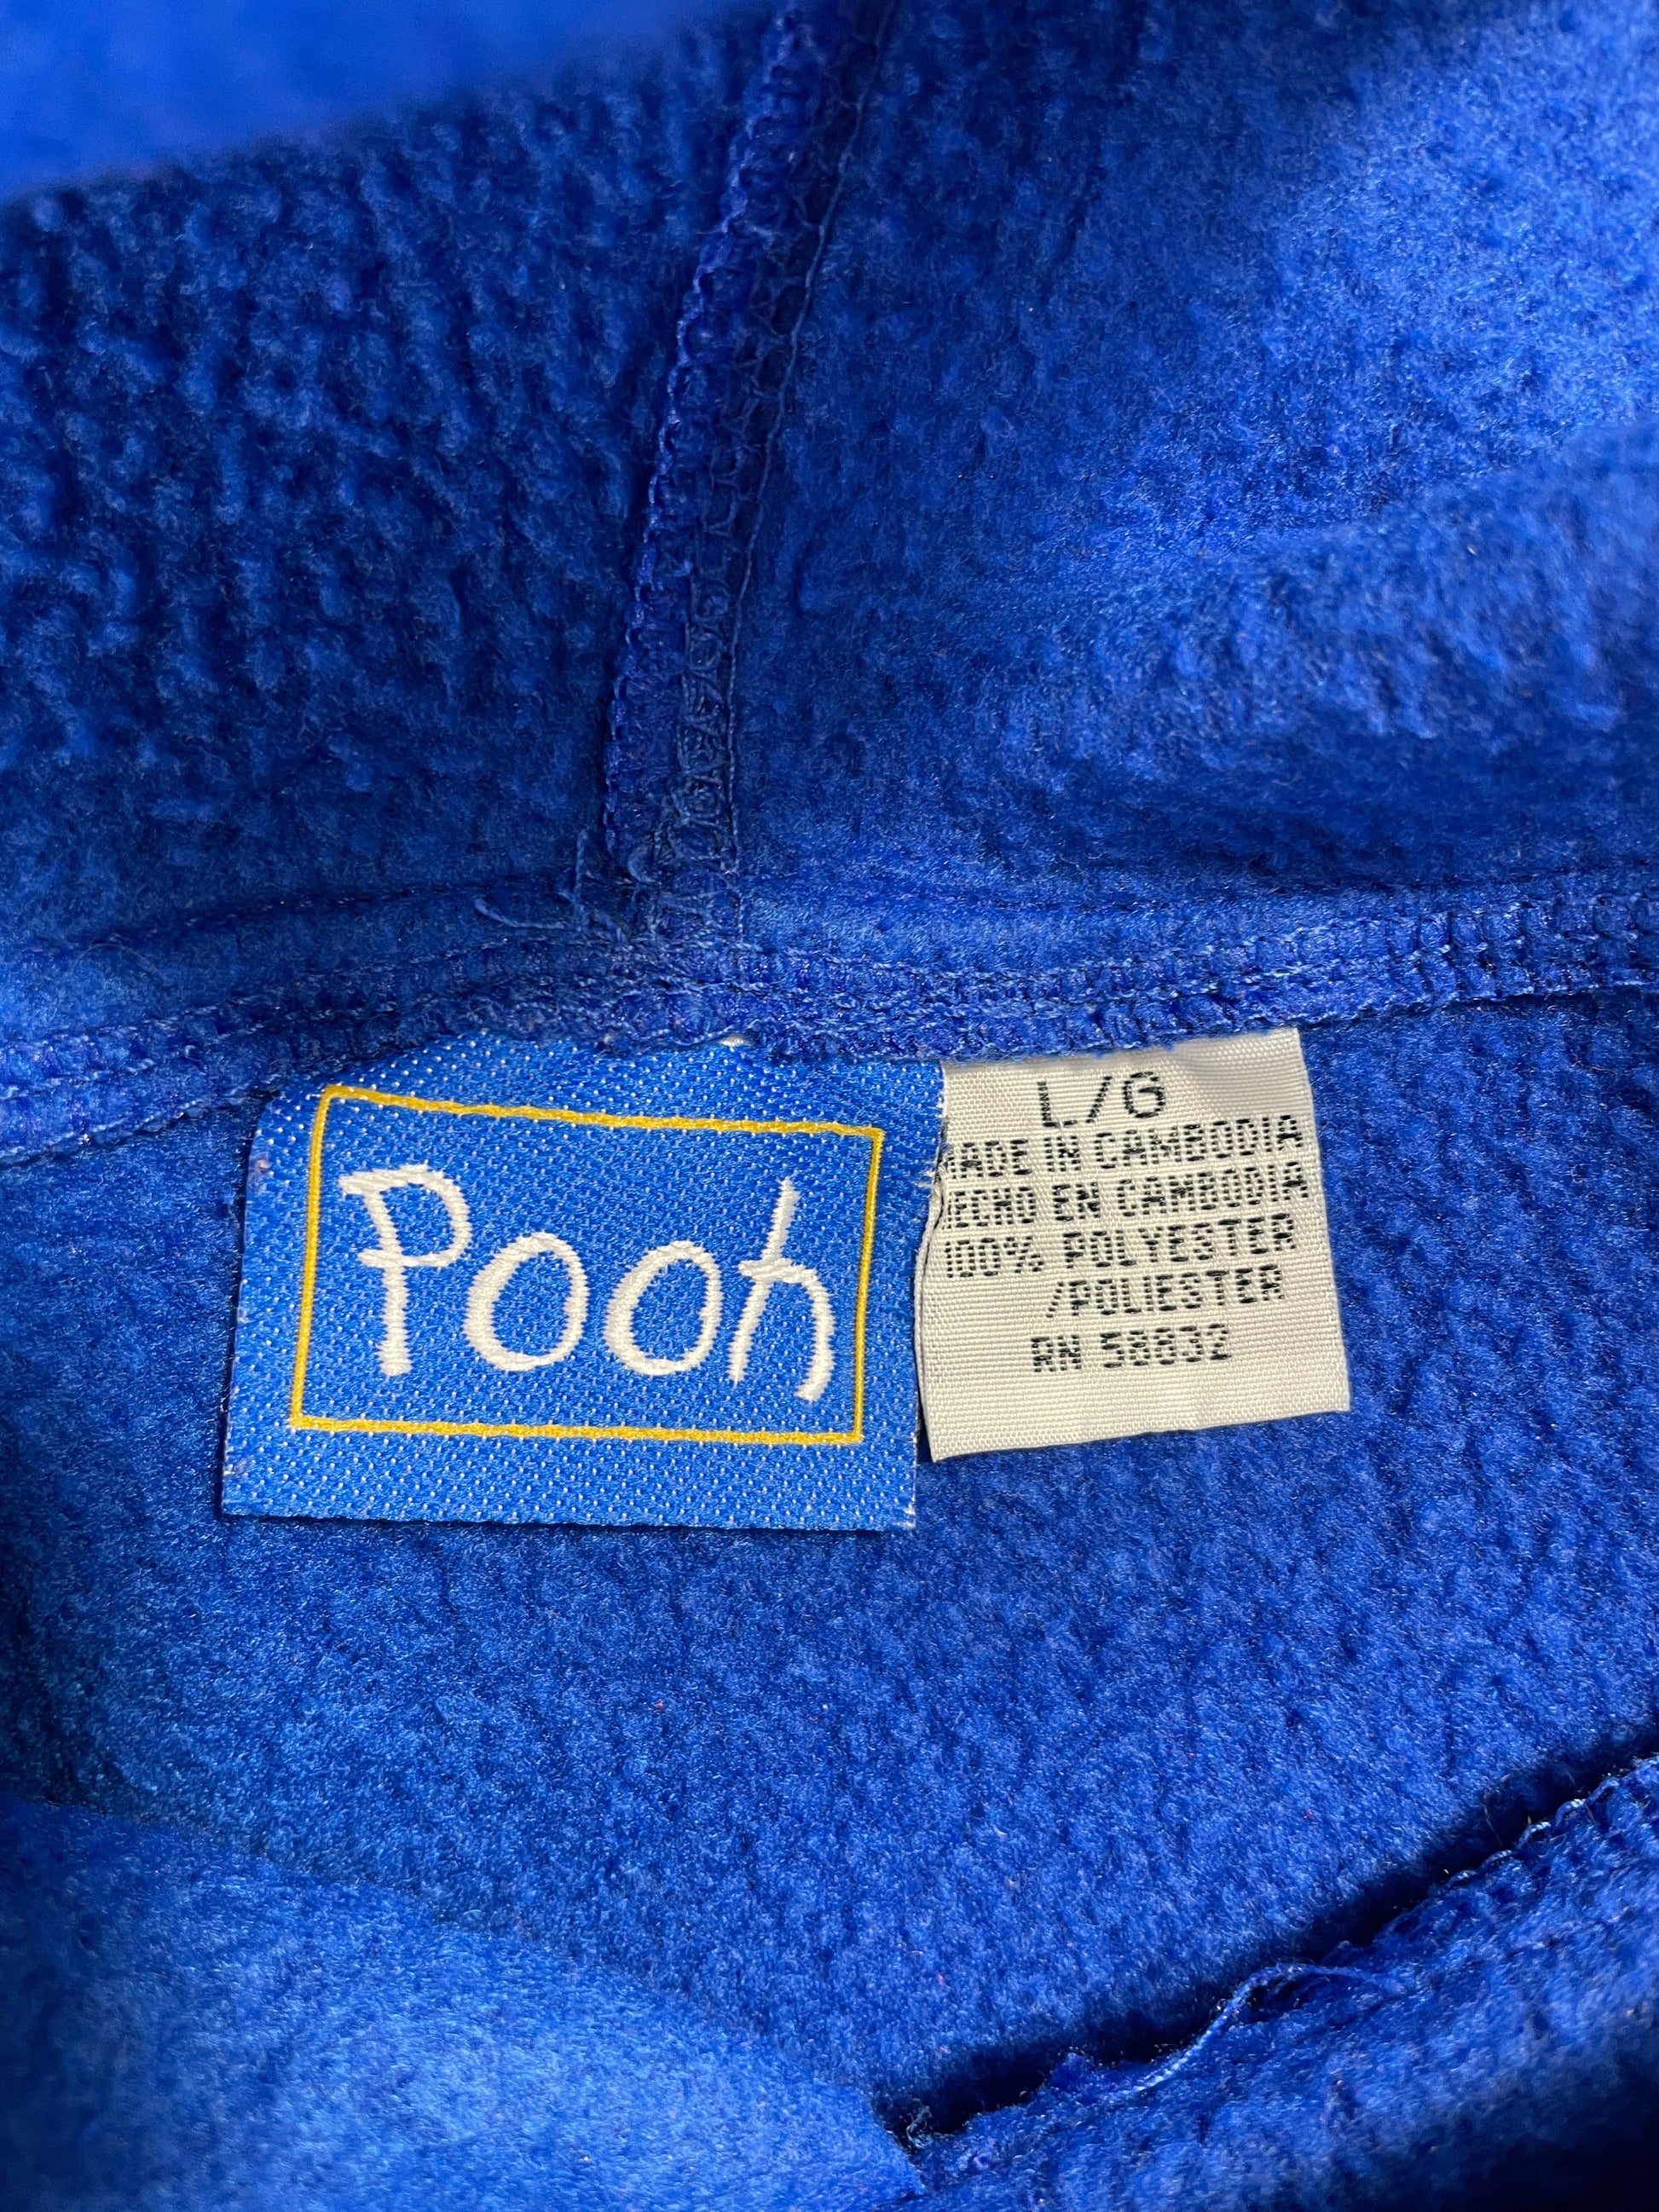 Pooh
L/G
MADE IN CAMBODIA
HECHO EN CAMBODIA
100% POLYESTER
/POLIESTER
RN 58832